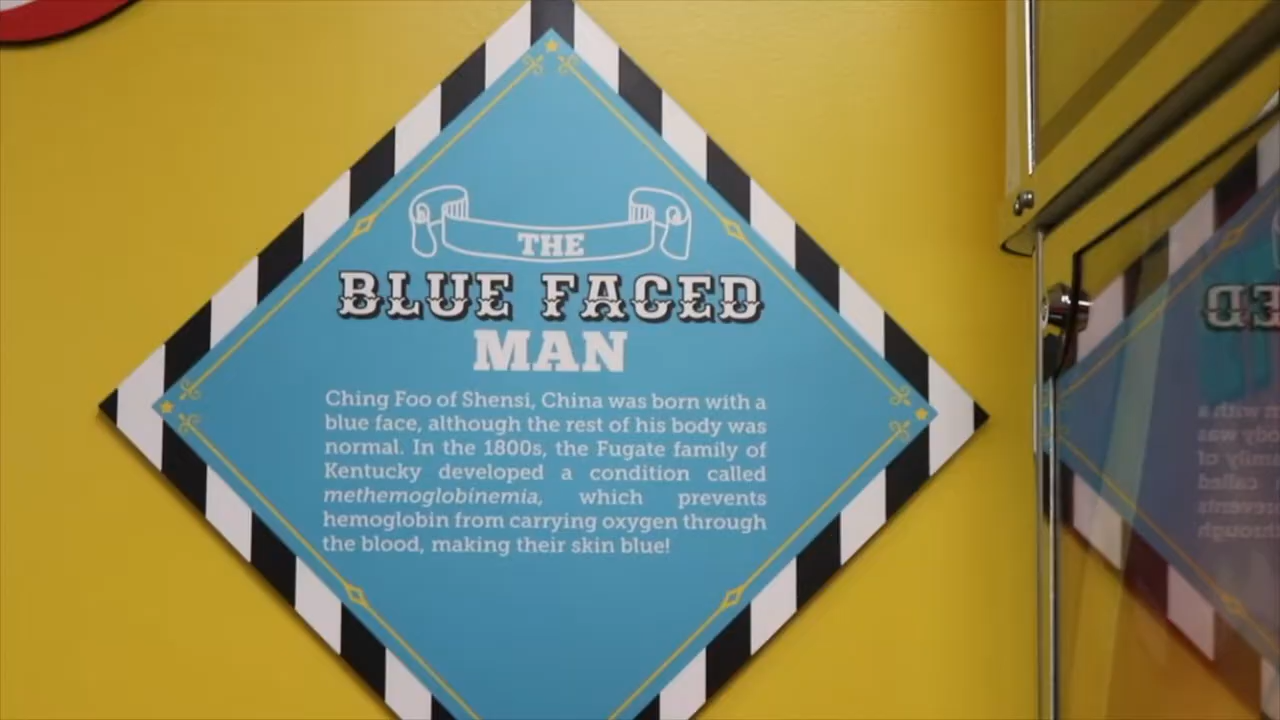 THE
BLUE FACED
MAN
Ching Foo of Shensi, China was born with a
blue face, although the rest of his body was
normal. In the 1800s, the Fugate family of
Kentucky developed a condition called
methemoglobinemia, which prevents
hemoglobin from carrying oxygen through
the blood, making their skin blue!